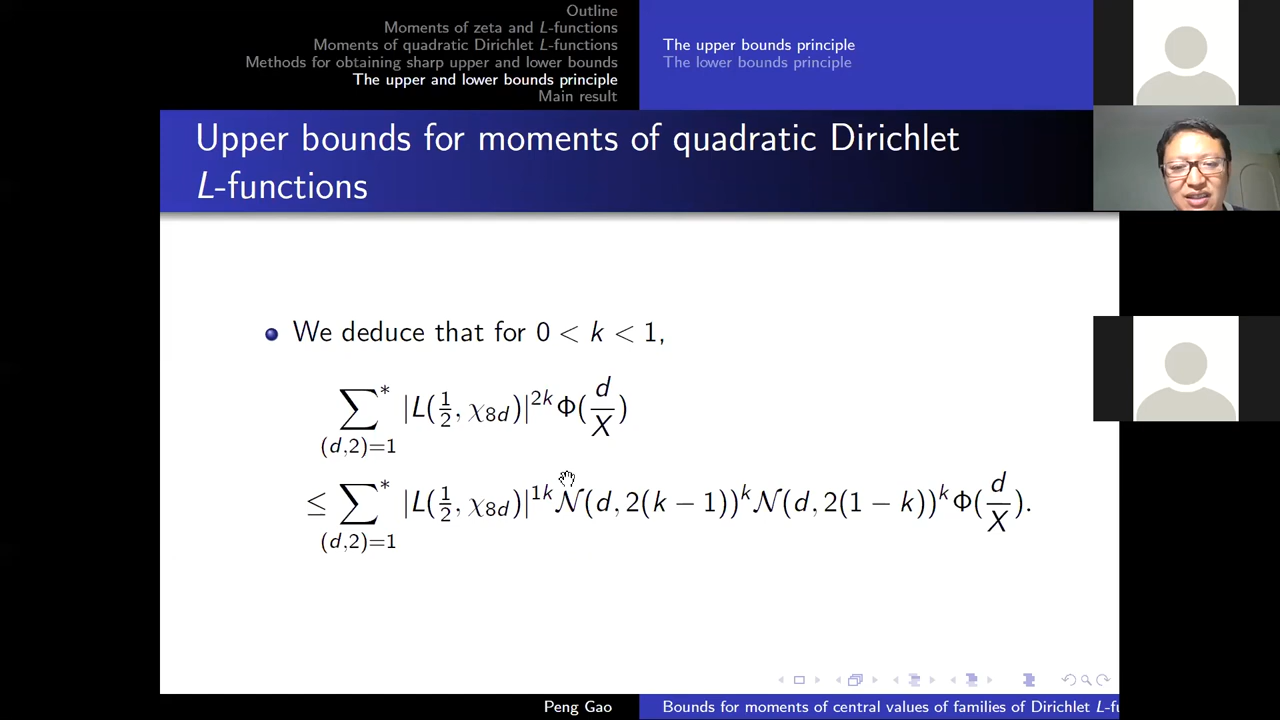 Outline
Moments of zeta and L-functions
Moments of quadratic Dirichlet L-functions
Methods for obtaining sharp upper and lower bounds
The upper and lower bounds principle
Main result
The upper bounds principle
The lower bounds principle
Upper bounds for moments of quadratic Dirichlet
L-functions
We deduce that for 0 < k < 1,
∑* (d,2)=1 |L(1/2, χ8d)|^2k Φ(d/X)
≤ ∑* (d,2)=1 |L(1/2, χ8d)|^1k 𝒩(d, 2(k − 1))^k 𝒩(d, 2(1 − k))^k Φ(d/X).
Peng Gao
Bounds for moments of central values of families of Dirichlet L-fu